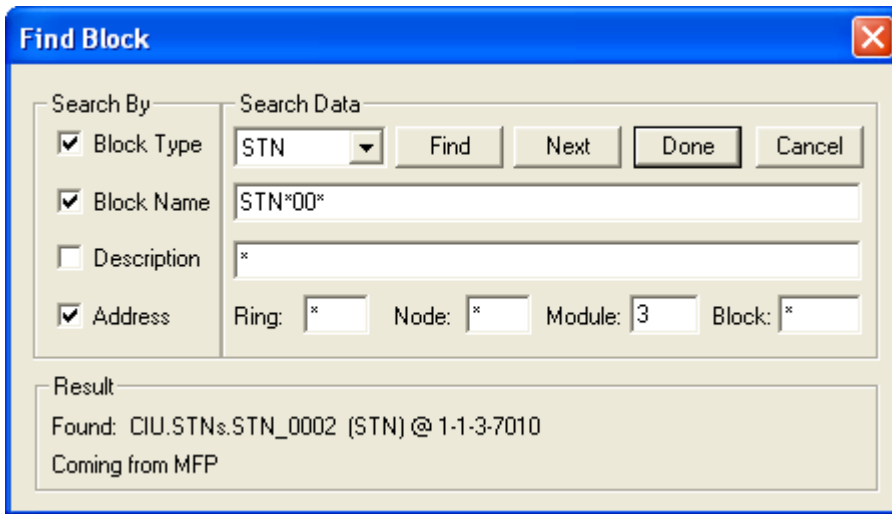 Find Block
Search By
Search Data
Block Type
STN
Find
Next
Done
Cancel
Block Name
STN*00*
Description
*
Address
Ring: *
Node: *
Module: 3
Block: *
Result
Found: CIU.STNs.STN_0002 (STN) @ 1-1-3-7010
Coming from MFP